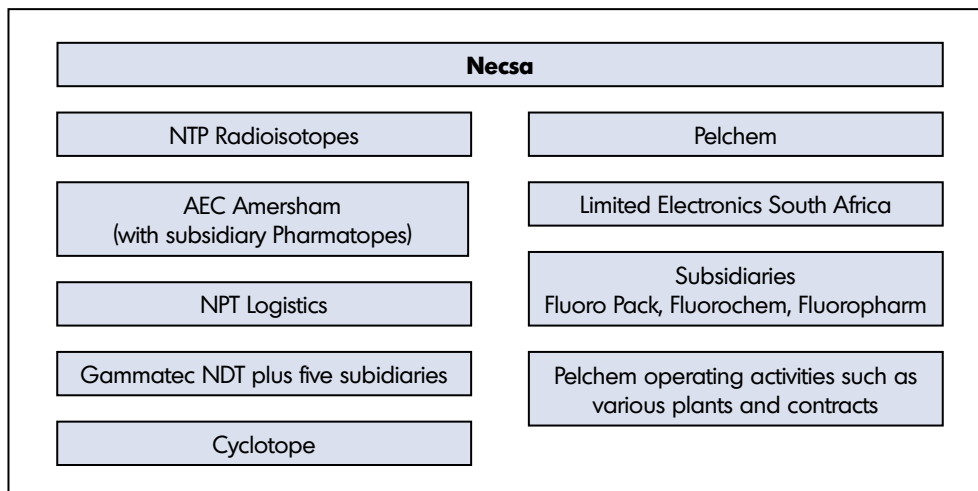 Necsa
NTP Radioisotopes
AEC Amersham
(with subsidiary Pharmatopes)
NPT Logistics
Gammatec NDT plus five subidiaries
Cyclotope
Pelchem
Limited Electronics South Africa
Subsidiaries
Fluoro Pack, Fluorochem, Fluoropharm
Pelchem operating activities such as
various plants and contracts